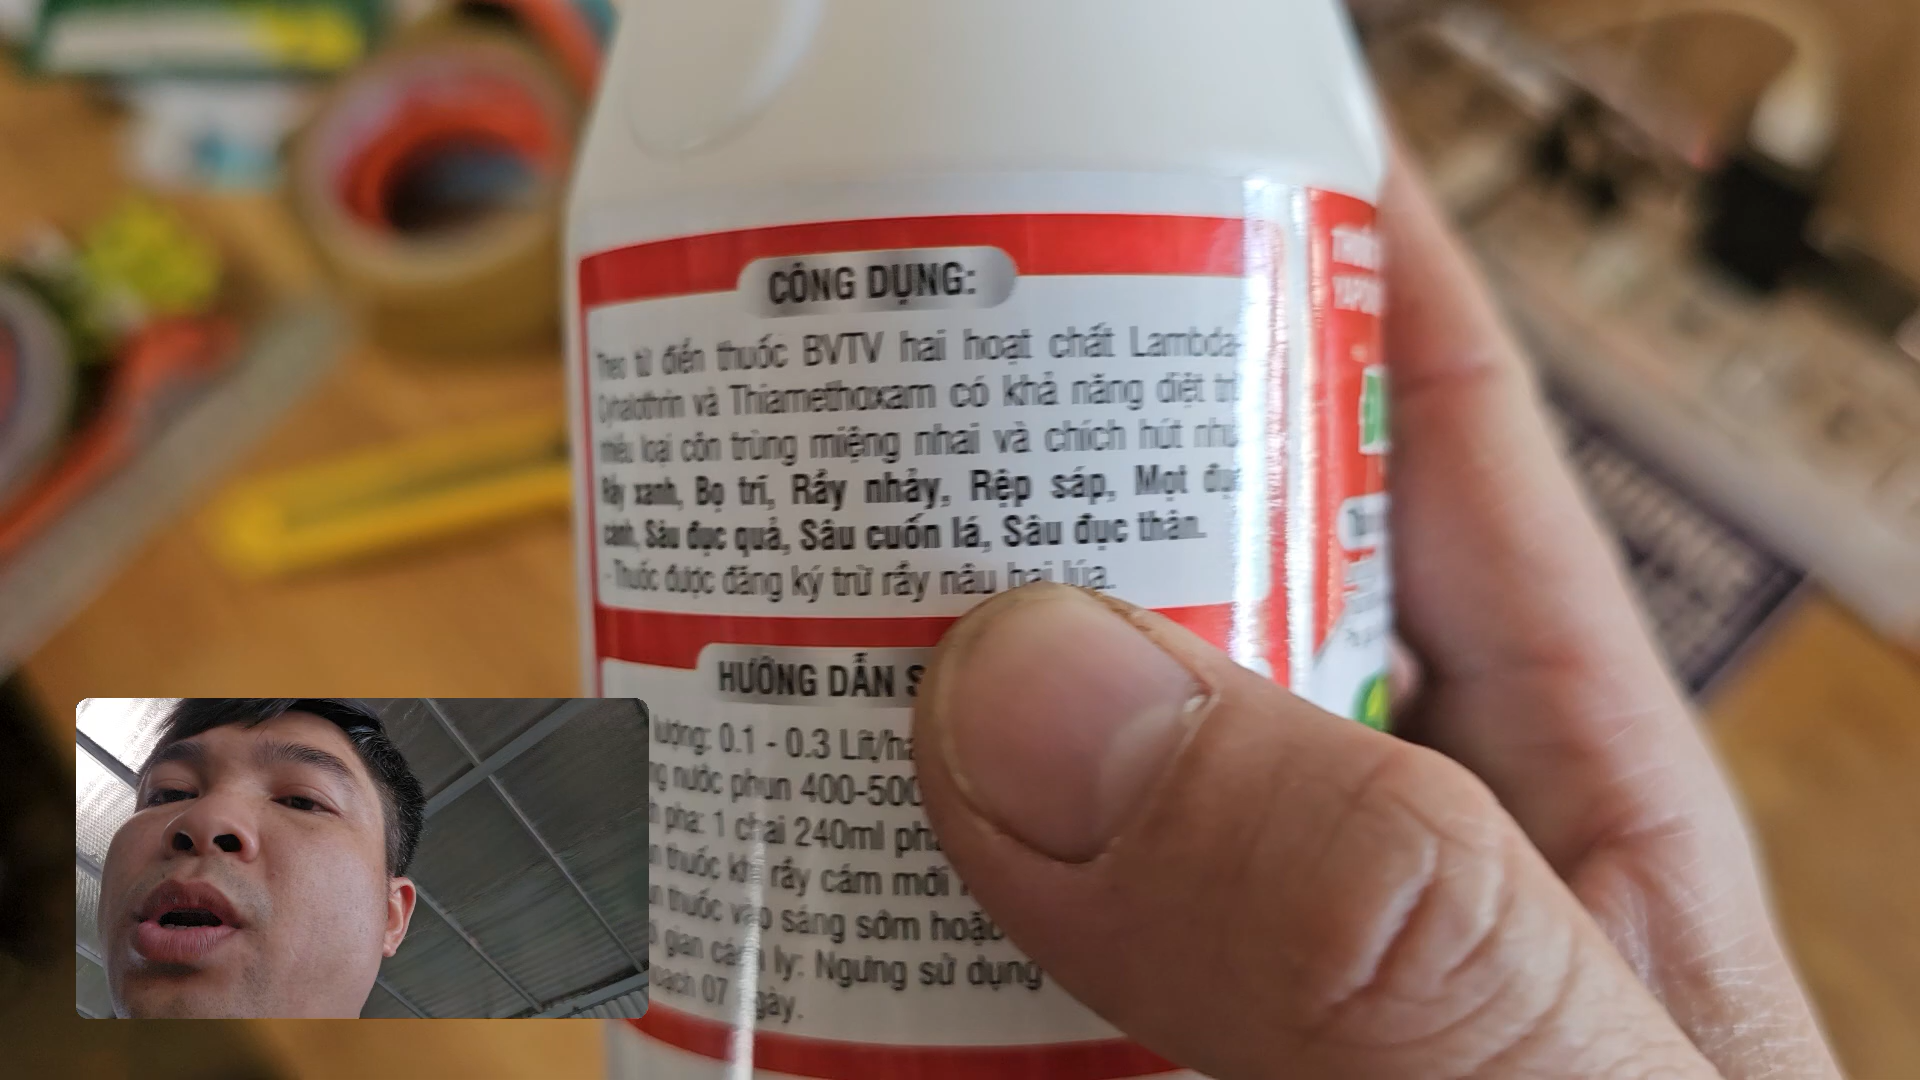 CÔNG DỤNG:
Theo từ điển thuốc BVTV hai hoạt chất Lambda-
Cyhalothrin và Thiamethoxam có khả năng diệt
nhiều loại côn trùng miệng nhai và chích hút như
Rầy xanh, Bọ trĩ, Rầy nhảy, Rệp sáp, Mọt đục
cành, Sâu đục quả, Sâu cuốn lá, Sâu đục thân.
- Thuốc được đăng ký trừ rầy nâu hại lúa.
HƯỚNG DẪN S
lượng: 0.1 - 0.3 Lít/ha
nước phun 400-500
pha: 1 chai 240ml pha
thuốc khi rầy cám mới
thuốc vào sáng sớm hoặc
gian cách ly: Ngưng sử dụng
07 ngày.